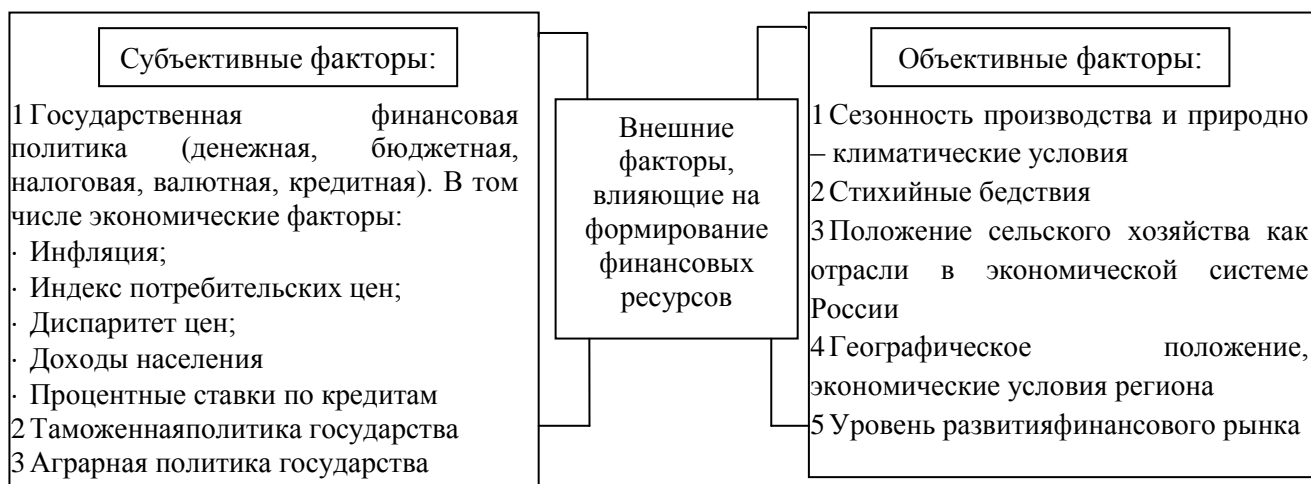 Субъективные факторы:
1 Государственная финансовая
политика (денежная, бюджетная,
налоговая, валютная, кредитная). В том
числе экономические факторы:
· Инфляция;
· Индекс потребительских цен;
· Диспаритет цен;
· Доходы населения
· Процентные ставки по кредитам
2 Таможеннаяполитика государства
3 Аграрная политика государства
Внешние
факторы,
влияющие на
формирование
финансовых
ресурсов
Объективные факторы:
1 Сезонность производства и природно
– климатические условия
2 Стихийные бедствия
3 Положение сельского хозяйства как
отрасли в экономической системе
России
4 Географическое положение,
экономические условия региона
5 Уровень развитияфинансового рынка